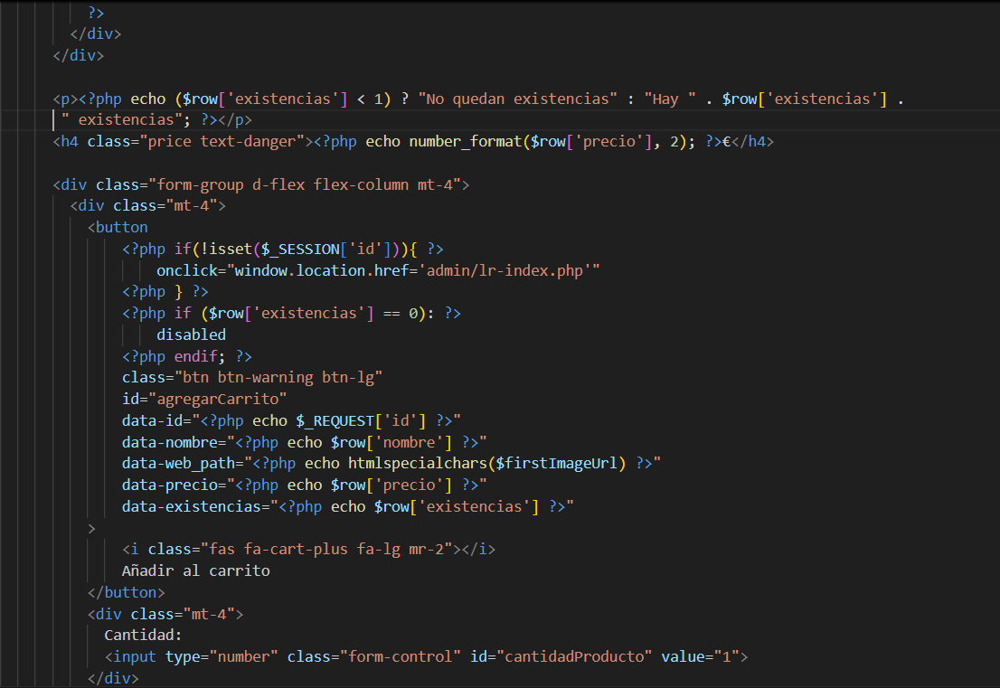 ?>
</div>
</div>
<p><?php echo ($row['existencias'] < 1) ? "No quedan existencias" : "Hay " . $row['existencias'] .
" existencias"; ?></p>
<h4 class="price text-danger"><?php echo number_format($row['precio'], 2); ?>€</h4>
<div class="form-group d-flex flex-column mt-4">
<div class="mt-4">
<button
<?php if(!isset($_SESSION['id'])){ ?>
onclick="window.location.href='admin/lr-index.php'"
<?php } ?>
<?php if ($row['existencias'] == 0): ?>
disabled
<?php endif; ?>
class="btn btn-warning btn-lg"
id="agregarCarrito"
data-id="<?php echo $_REQUEST['id'] ?>"
data-nombre="<?php echo $row['nombre'] ?>"
data-web_path="<?php echo htmlspecialchars($firstImageUrl) ?>"
data-precio="<?php echo $row['precio'] ?>"
data-existencias="<?php echo $row['existencias'] ?>"
>
<i class="fas fa-cart-plus fa-lg mr-2"></i>
Añadir al carrito
</button>
<div class="mt-4">
Cantidad:
<input type="number" class="form-control" id="cantidadProducto" value="1">
</div>